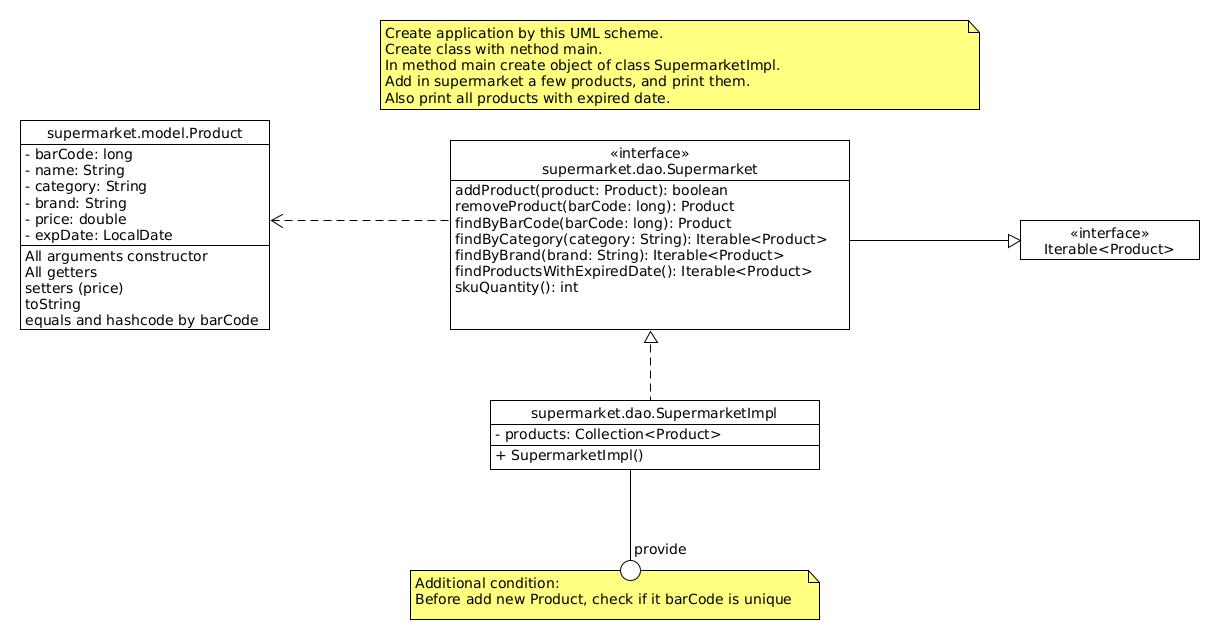 Create application by this UML scheme.
Create class with nethod main.
In method main create object of class SupermarketImpl.
Add in supermarket a few products, and print them.
Also print all products with expired date.
supermarket.model.Product
- barCode: long
- name: String
- category: String
- brand: String
- price: double
- expDate: LocalDate
All arguments constructor
All getters
setters (price)
toString
equals and hashcode by barCode
«interface»
supermarket.dao.Supermarket
addProduct(product: Product): boolean
removeProduct(barCode: long): Product
findByBarCode(barCode: long): Product
findByCategory(category: String): Iterable<Product>
findByBrand(brand: String): Iterable<Product>
findProductsWithExpiredDate(): Iterable<Product>
skuQuantity(): int
«interface»
Iterable<Product>
supermarket.dao.SupermarketImpl
- products: Collection<Product>
+ SupermarketImpl()
provide
Additional condition:
Before add new Product, check if it barCode is unique